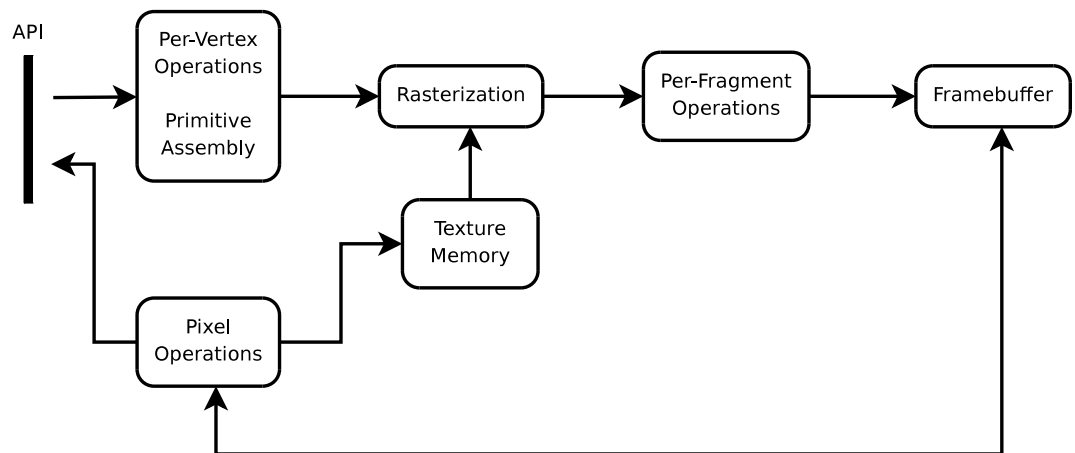 API
Per-Vertex
Operations
Primitive
Assembly
Rasterization
Per-Fragment
Operations
Framebuffer
Texture
Memory
Pixel
Operations